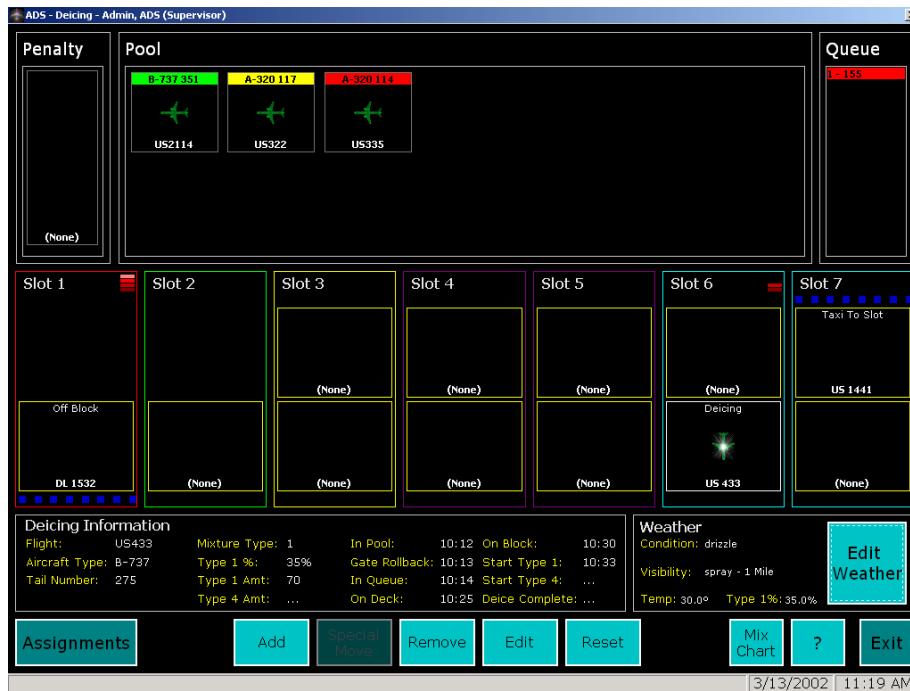 ADS - Deicing - Admin, ADS (Supervisor)
Penalty
Pool
Queue
B-737 351
A-320 117
A-320 114
1 - 155
US2114
US322
US335
(None)
Slot 1
Slot 2
Slot 3
Slot 4
Slot 5
Slot 6
Slot 7
Taxi To Slot
(None)
(None)
(None)
(None)
US 1441
Off Block
Deicing
DL 1532
(None)
(None)
(None)
(None)
US 433
(None)
Deicing Information
Flight: US433 Mixture Type: 1 In Pool: 10:12 On Block: 10:30
Aircraft Type: B-737 Type 1 %: 35% Gate Rollback: 10:13 Start Type 1: 10:33
Tail Number: 275 Type 1 Amt: 70 In Queue: 10:14 Start Type 4: ...
Type 4 Amt: ... On Deck: 10:25 Deice Complete: ...
Weather
Condition: drizzle
Visibility: spray - 1 Mile
Temp: 30.0º Type 1%: 35.0%
Edit
Weather
Assignments
Add
Special
Move
Remove
Edit
Reset
Mix
Chart
?
Exit
3/13/2002 11:19 AM